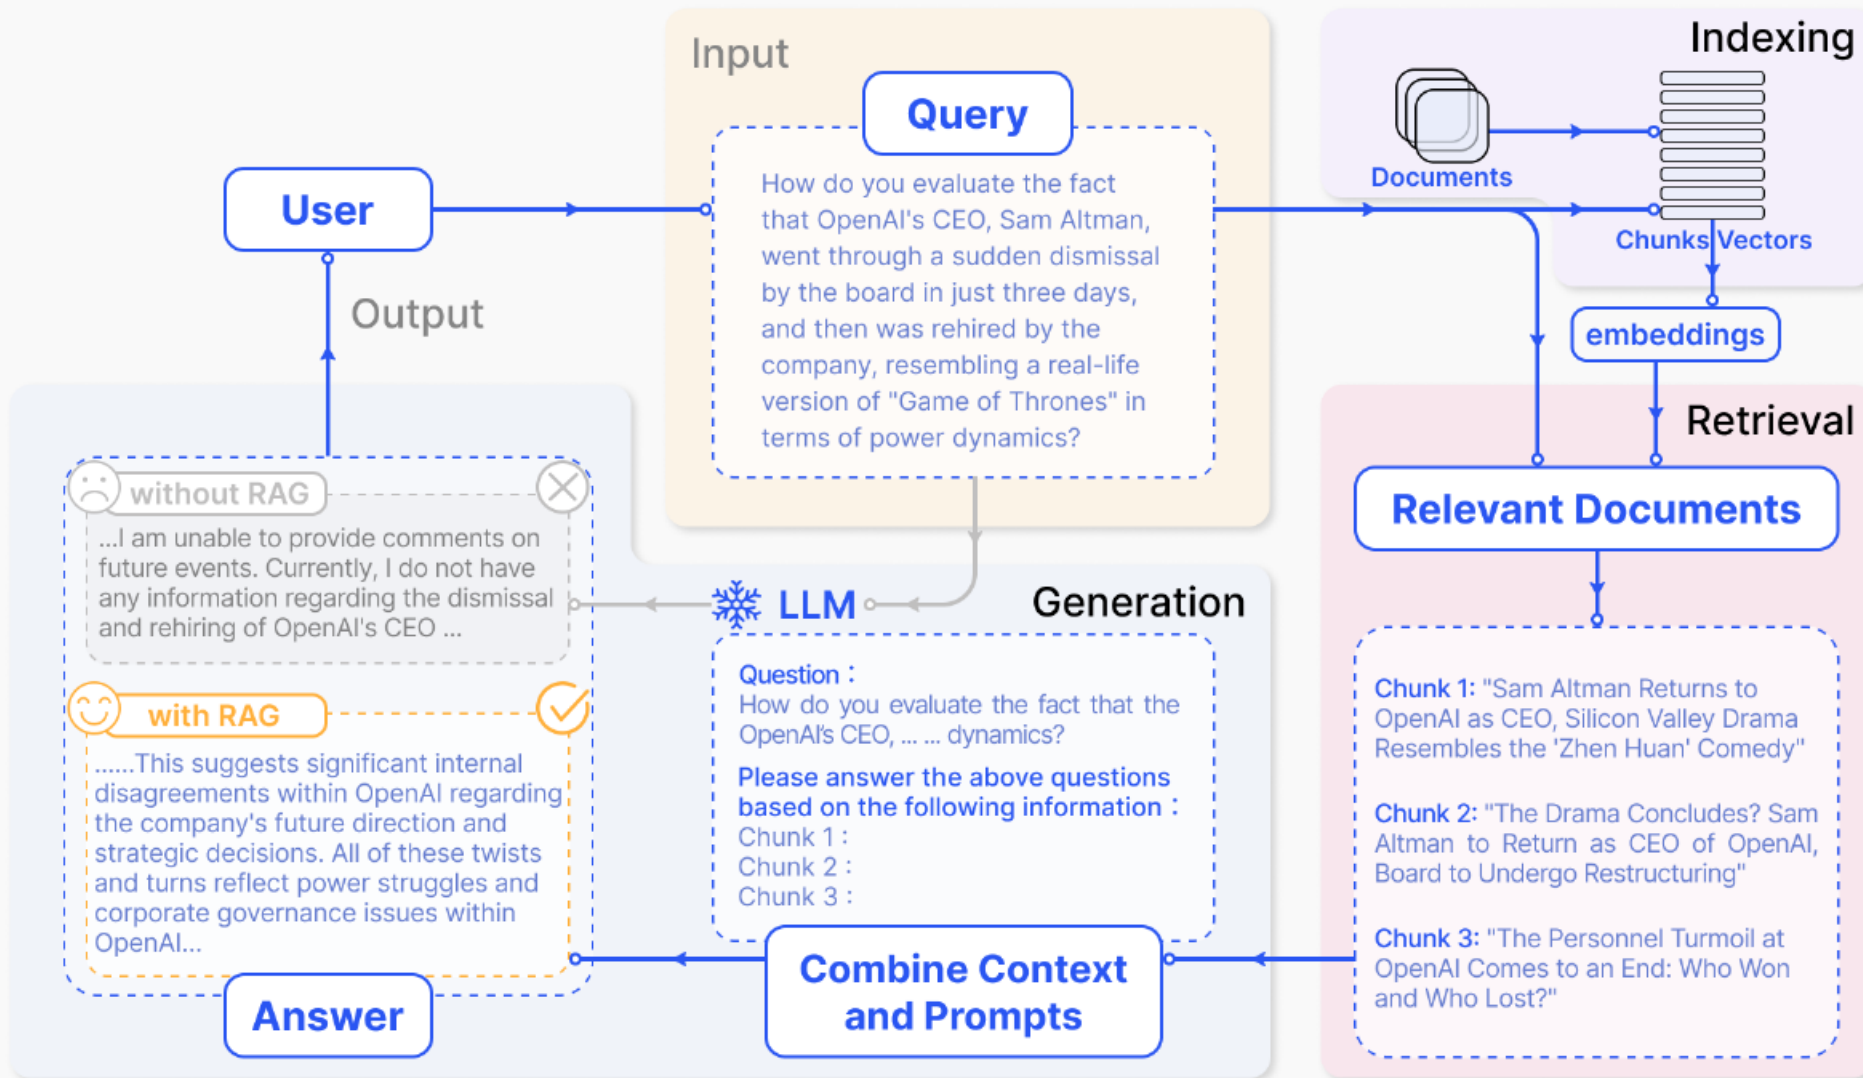 Input
Query
How do you evaluate the fact
that OpenAI's CEO, Sam Altman,
went through a sudden dismissal
by the board in just three days,
and then was rehired by the
company, resembling a real-life
version of "Game of Thrones" in
terms of power dynamics?
Indexing
Documents
Chunks Vectors
embeddings
User
Output
Retrieval
Relevant Documents
Chunk 1: "Sam Altman Returns to
OpenAI as CEO, Silicon Valley Drama
Resembles the 'Zhen Huan' Comedy"
Chunk 2: "The Drama Concludes? Sam
Altman to Return as CEO of OpenAI,
Board to Undergo Restructuring"
Chunk 3: "The Personnel Turmoil at
OpenAI Comes to an End: Who Won
and Who Lost?"
Generation
LLM
Question :
How do you evaluate the fact that the
OpenAI's CEO, ... ... dynamics?
Please answer the above questions
based on the following information :
Chunk 1 :
Chunk 2 :
Chunk 3 :
Combine Context
and Prompts
without RAG
...I am unable to provide comments on
future events. Currently, I do not have
any information regarding the dismissal
and rehiring of OpenAI's CEO ...
with RAG
......This suggests significant internal
disagreements within OpenAI regarding
the company's future direction and
strategic decisions. All of these twists
and turns reflect power struggles and
corporate governance issues within
OpenAI...
Answer